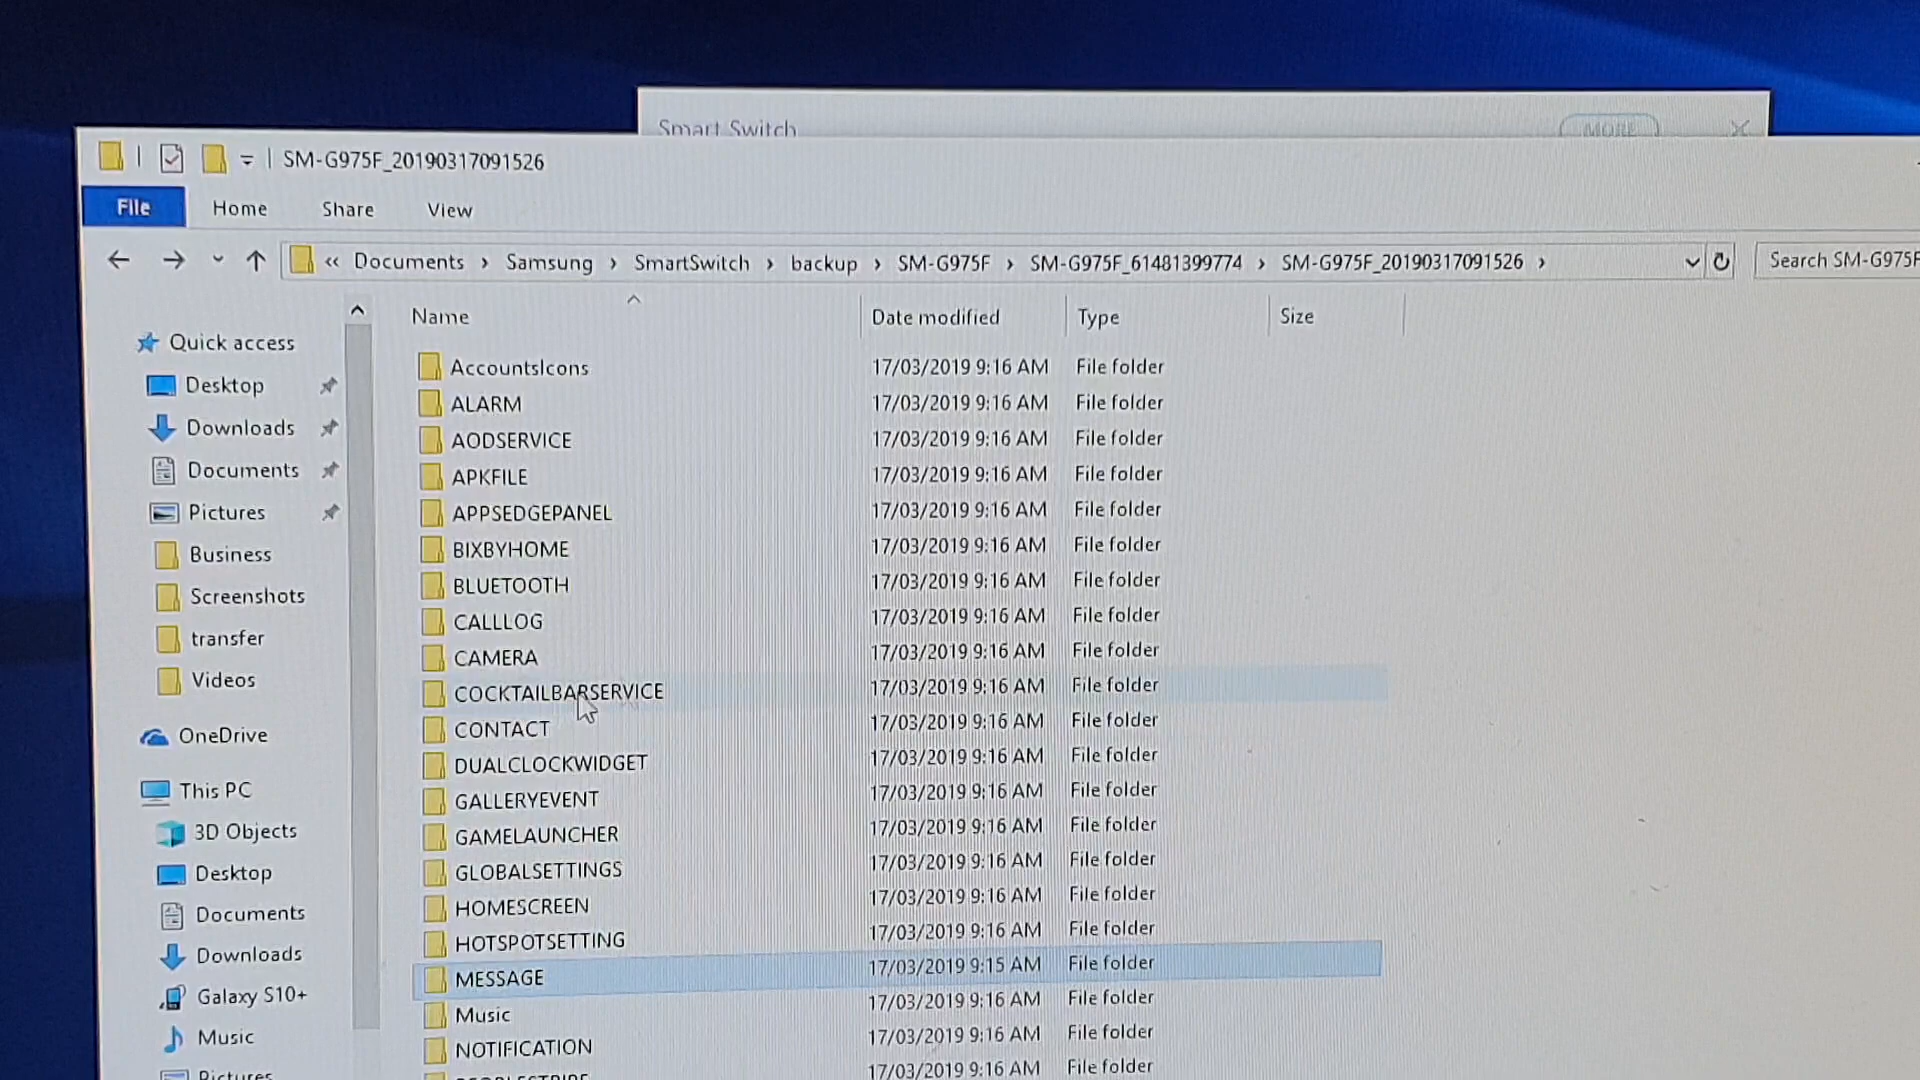 Smart Switch
MORE
SM-G975F_20190317091526
File Home Share View
« Documents › Samsung › SmartSwitch › backup › SM-G975F › SM-G975F_61481399774 › SM-G975F_20190317091526 ›
Search SM-G975F
Name Date modified Type Size
Quick access
Desktop
Downloads
Documents
Pictures
Business
Screenshots
transfer
Videos
OneDrive
This PC
3D Objects
Desktop
Documents
Downloads
Galaxy S10+
Music
Pictures
AccountsIcons 17/03/2019 9:16 AM File folder
ALARM 17/03/2019 9:16 AM File folder
AODSERVICE 17/03/2019 9:16 AM File folder
APKFILE 17/03/2019 9:16 AM File folder
APPSEDGEPANEL 17/03/2019 9:16 AM File folder
BIXBYHOME 17/03/2019 9:16 AM File folder
BLUETOOTH 17/03/2019 9:16 AM File folder
CALLLOG 17/03/2019 9:16 AM File folder
CAMERA 17/03/2019 9:16 AM File folder
COCKTAILBARSERVICE 17/03/2019 9:16 AM File folder
CONTACT 17/03/2019 9:16 AM File folder
DUALCLOCKWIDGET 17/03/2019 9:16 AM File folder
GALLERYEVENT 17/03/2019 9:16 AM File folder
GAMELAUNCHER 17/03/2019 9:16 AM File folder
GLOBALSETTINGS 17/03/2019 9:16 AM File folder
HOMESCREEN 17/03/2019 9:16 AM File folder
HOTSPOTSETTING 17/03/2019 9:16 AM File folder
MESSAGE 17/03/2019 9:15 AM File folder
Music 17/03/2019 9:16 AM File folder
NOTIFICATION 17/03/2019 9:16 AM File folder
17/03/2019 9:16 AM File folder